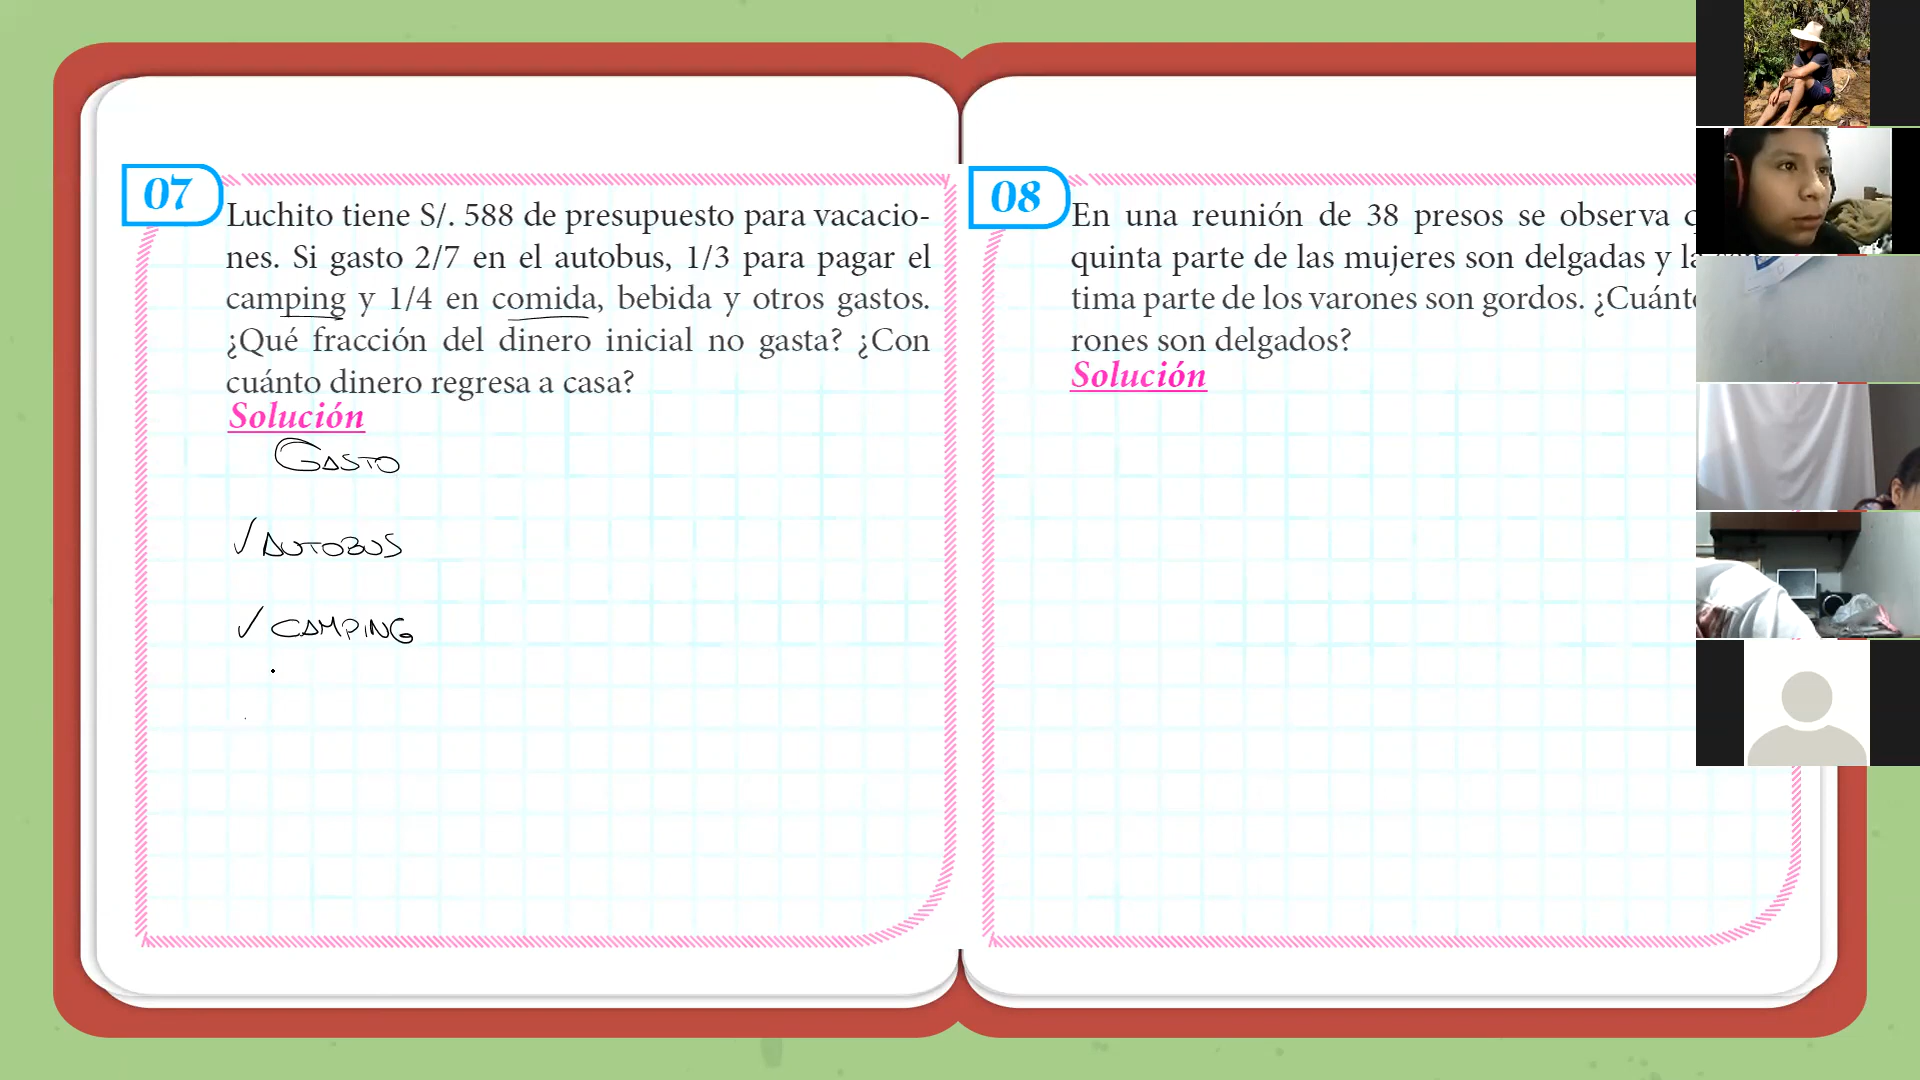 07
Luchito tiene S/. 588 de presupuesto para vacacio-
nes. Si gasto 2/7 en el autobus, 1/3 para pagar el
camping y 1/4 en comida, bebida y otros gastos.
¿Qué fracción del dinero inicial no gasta? ¿Con
cuánto dinero regresa a casa?
Solución
GASTO
✓ AUTOBUS
✓ CAMPING
08
En una reunión de 38 presos se observa
quinta parte de las mujeres son delgadas y
tima parte de los varones son gordos.
rones son delgados?
Solución